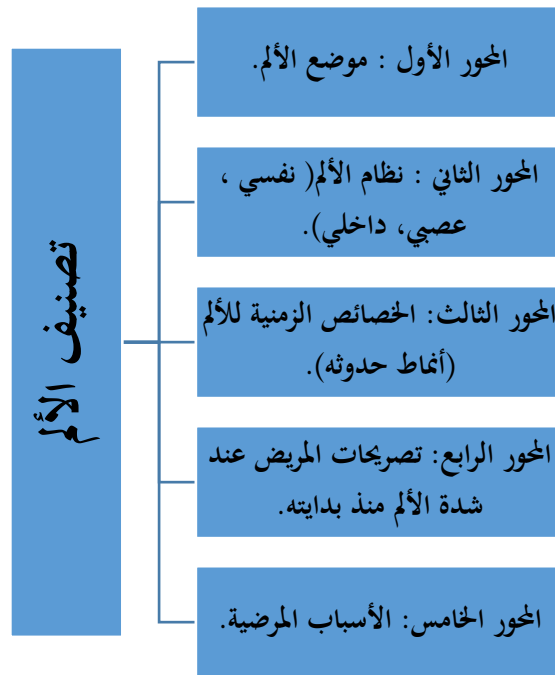 تصنيف الألم
المحور الأول : موضع الألم.
المحور الثاني : نظام الألم( نفسي ،
عصبي، داخلي).
المحور الثالث: الخصائص الزمنية للألم
(أنماط حدوثه).
المحور الرابع: تصريحات المريض عند
شدة الألم منذ بدايته.
المحور الخامس: الأسباب المرضية.